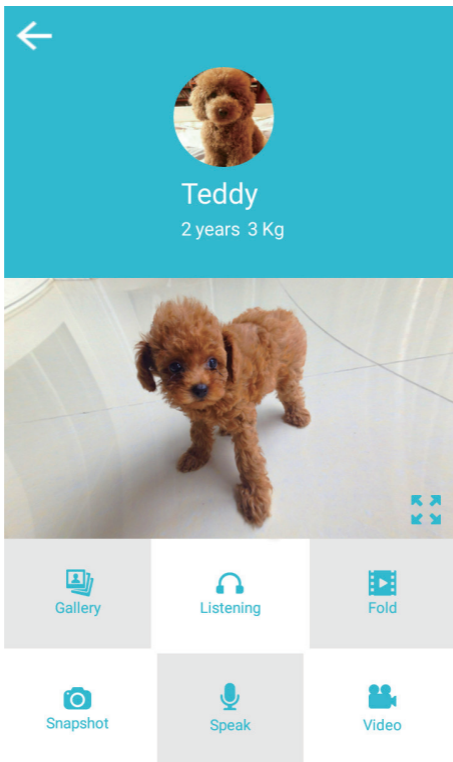 Teddy
2 years 3 Kg
Gallery
Listening
Fold
Snapshot
Speak
Video